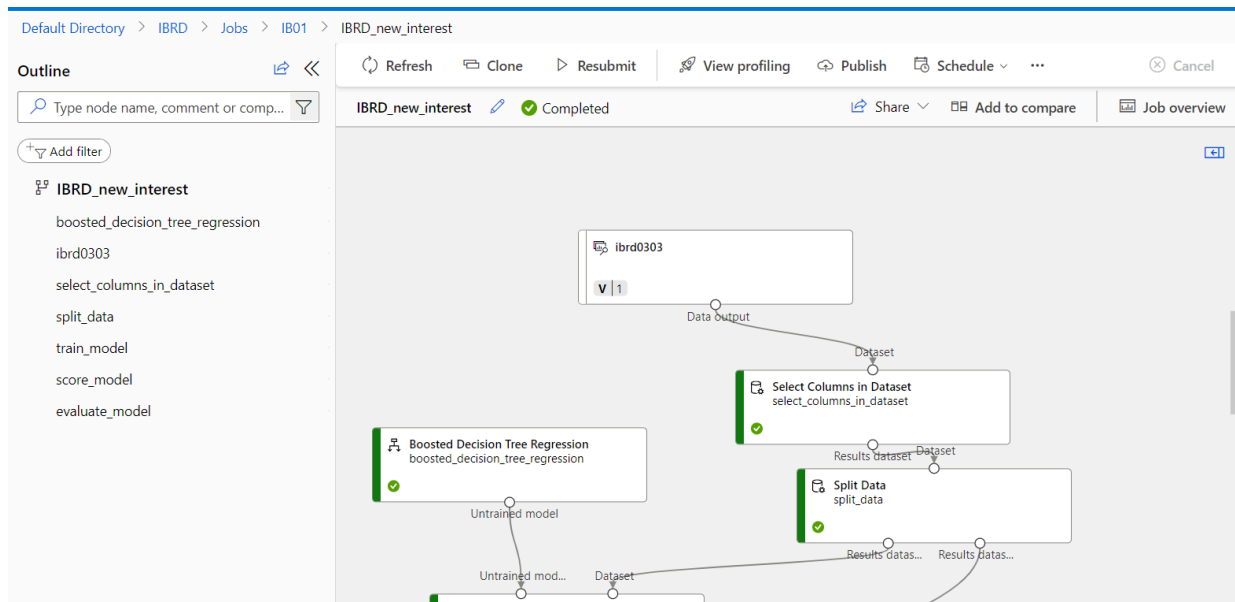 Default Directory > IBRD > Jobs > IB01 > IBRD_new_interest
Outline
Type node name, comment or comp...
Add filter
IBRD_new_interest
boosted_decision_tree_regression
ibrd0303
select_columns_in_dataset
split_data
train_model
score_model
evaluate_model
Refresh Clone Resubmit View profiling Publish Schedule ··· Cancel
IBRD_new_interest Completed Share Add to compare Job overview
ibrd0303
V 1
Data output
Dataset
Select Columns in Dataset
select_columns_in_dataset
Results dataset Dataset
Boosted Decision Tree Regression
boosted_decision_tree_regression
Untrained model
Split Data
split_data
Results datas... Results datas...
Untrained mod... Dataset